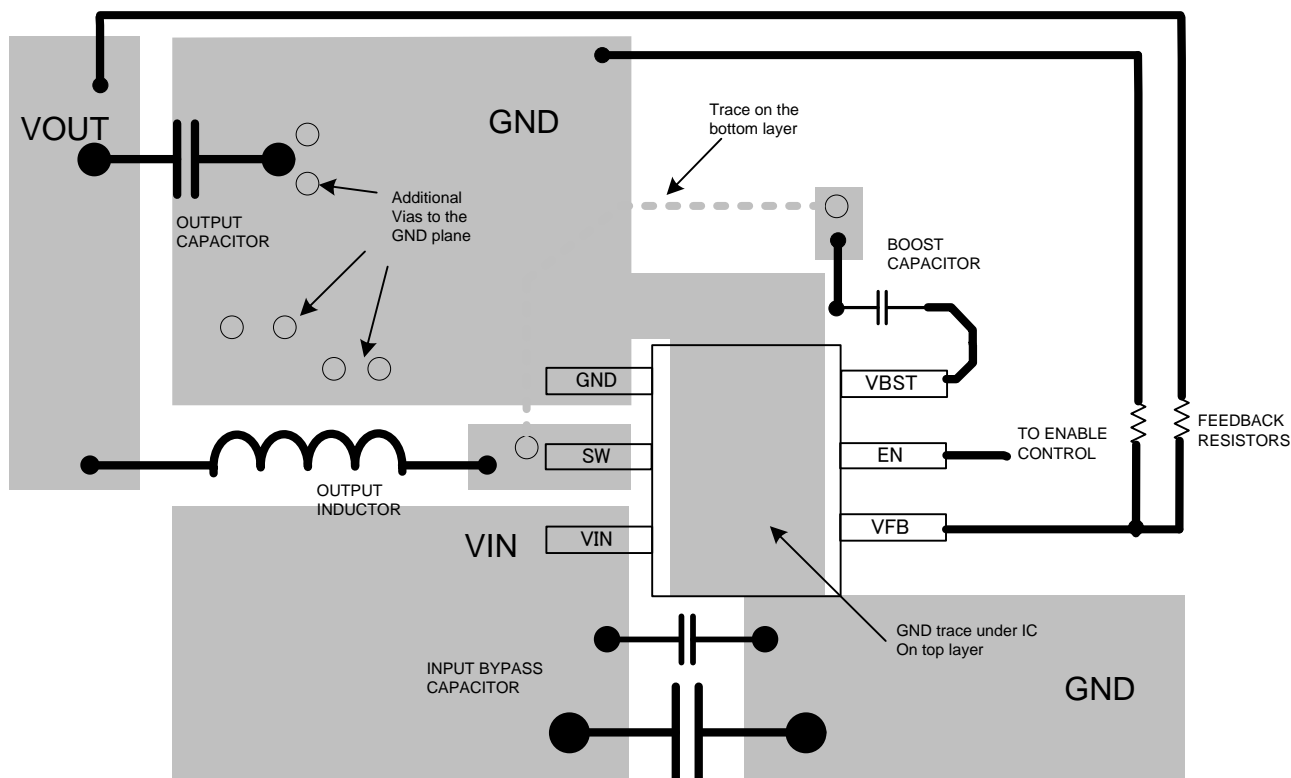 Trace on the
bottom layer
VOUT
GND
Additional
Vias to the
GND plane
OUTPUT
CAPACITOR
BOOST
CAPACITOR
GND
VBST
SW
EN
TO ENABLE
CONTROL
FEEDBACK
RESISTORS
OUTPUT
INDUCTOR
VIN
VIN
VFB
GND trace under IC
On top layer
INPUT BYPASS
CAPACITOR
GND